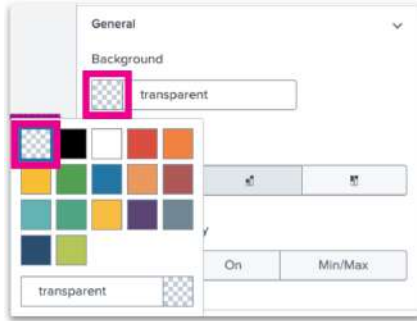 General
Background
transparent
y
On
Min/Max
transparent